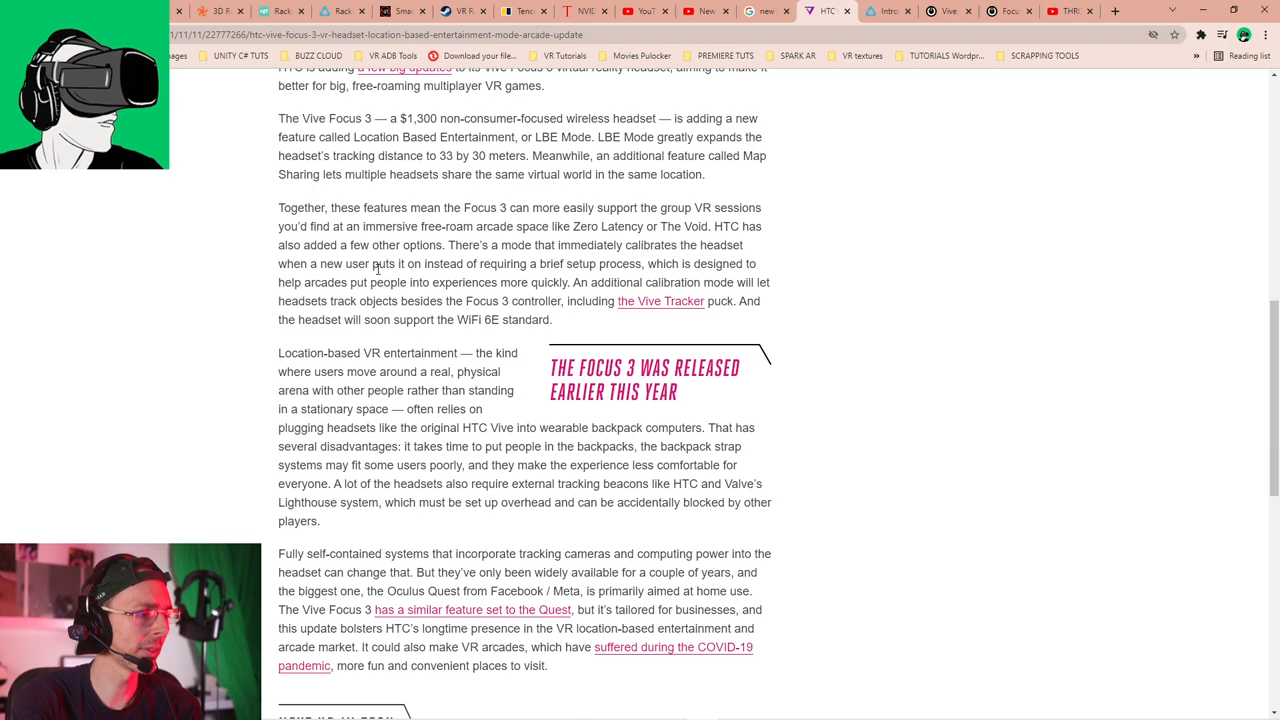 3D R
Rack
Sma
VR R
Tenc
NVID
YouT
New
new
HTC
Intro
Vive
Focu
THRO
1/11/11/22777266/htc-vive-focus-3-vr-headset-location-based-entertainment-mode-arcade-update
ages
UNITY C# TUTS
BUZZ CLOUD
VR ADB Tools
Download your file...
VR Tutorials
Movies Pulocker
PREMIERE TUTS
SPARK AR
VR textures
TUTORIALS Wordpr...
SCRAPPING TOOLS
»
Reading list
HTC is adding a few big updates to its Vive Focus 3 virtual reality headset, aiming to make it
better for big, free-roaming multiplayer VR games.
The Vive Focus 3 — a $1,300 non-consumer-focused wireless headset — is adding a new
feature called Location Based Entertainment, or LBE Mode. LBE Mode greatly expands the
headset's tracking distance to 33 by 30 meters. Meanwhile, an additional feature called Map
Sharing lets multiple headsets share the same virtual world in the same location.
Together, these features mean the Focus 3 can more easily support the group VR sessions
you'd find at an immersive free-roam arcade space like Zero Latency or The Void. HTC has
also added a few other options. There's a mode that immediately calibrates the headset
when a new user puts it on instead of requiring a brief setup process, which is designed to
help arcades put people into experiences more quickly. An additional calibration mode will let
headsets track objects besides the Focus 3 controller, including the Vive Tracker puck. And
the headset will soon support the WiFi 6E standard.
Location-based VR entertainment — the kind
where users move around a real, physical
arena with other people rather than standing
in a stationary space — often relies on
THE FOCUS 3 WAS RELEASED
EARLIER THIS YEAR
plugging headsets like the original HTC Vive into wearable backpack computers. That has
several disadvantages: it takes time to put people in the backpacks, the backpack strap
systems may fit some users poorly, and they make the experience less comfortable for
everyone. A lot of the headsets also require external tracking beacons like HTC and Valve's
Lighthouse system, which must be set up overhead and can be accidentally blocked by other
players.
Fully self-contained systems that incorporate tracking cameras and computing power into the
headset can change that. But they've only been widely available for a couple of years, and
the biggest one, the Oculus Quest from Facebook / Meta, is primarily aimed at home use.
The Vive Focus 3 has a similar feature set to the Quest, but it's tailored for businesses, and
this update bolsters HTC's longtime presence in the VR location-based entertainment and
arcade market. It could also make VR arcades, which have suffered during the COVID-19
pandemic, more fun and convenient places to visit.